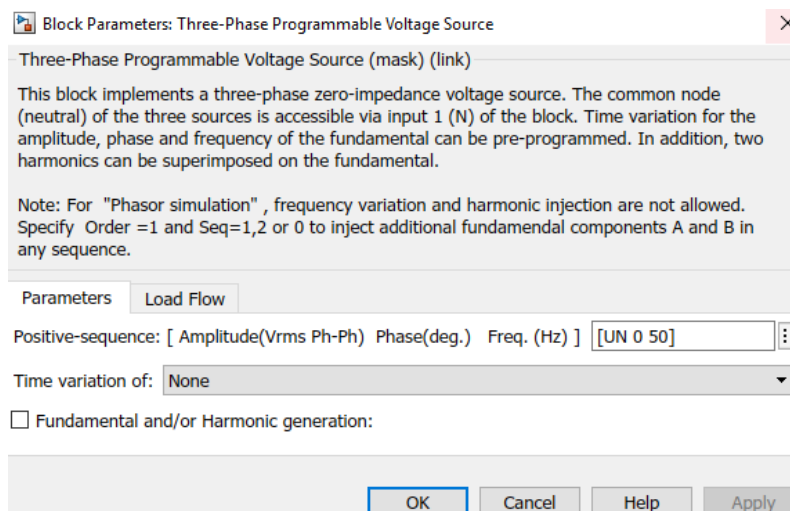 Block Parameters: Three-Phase Programmable Voltage Source
Three-Phase Programmable Voltage Source (mask) (link)
This block implements a three-phase zero-impedance voltage source. The common node
(neutral) of the three sources is accessible via input 1 (N) of the block. Time variation for the
amplitude, phase and frequency of the fundamental can be pre-programmed. In addition, two
harmonics can be superimposed on the fundamental.
Note: For "Phasor simulation" , frequency variation and harmonic injection are not allowed.
Specify Order =1 and Seq=1,2 or 0 to inject additional fundamendal components A and B in
any sequence.
Parameters Load Flow
Positive-sequence: [ Amplitude(Vrms Ph-Ph) Phase(deg.) Freq. (Hz) ] [UN 0 50]
Time variation of: None
Fundamental and/or Harmonic generation:
OK Cancel Help Apply